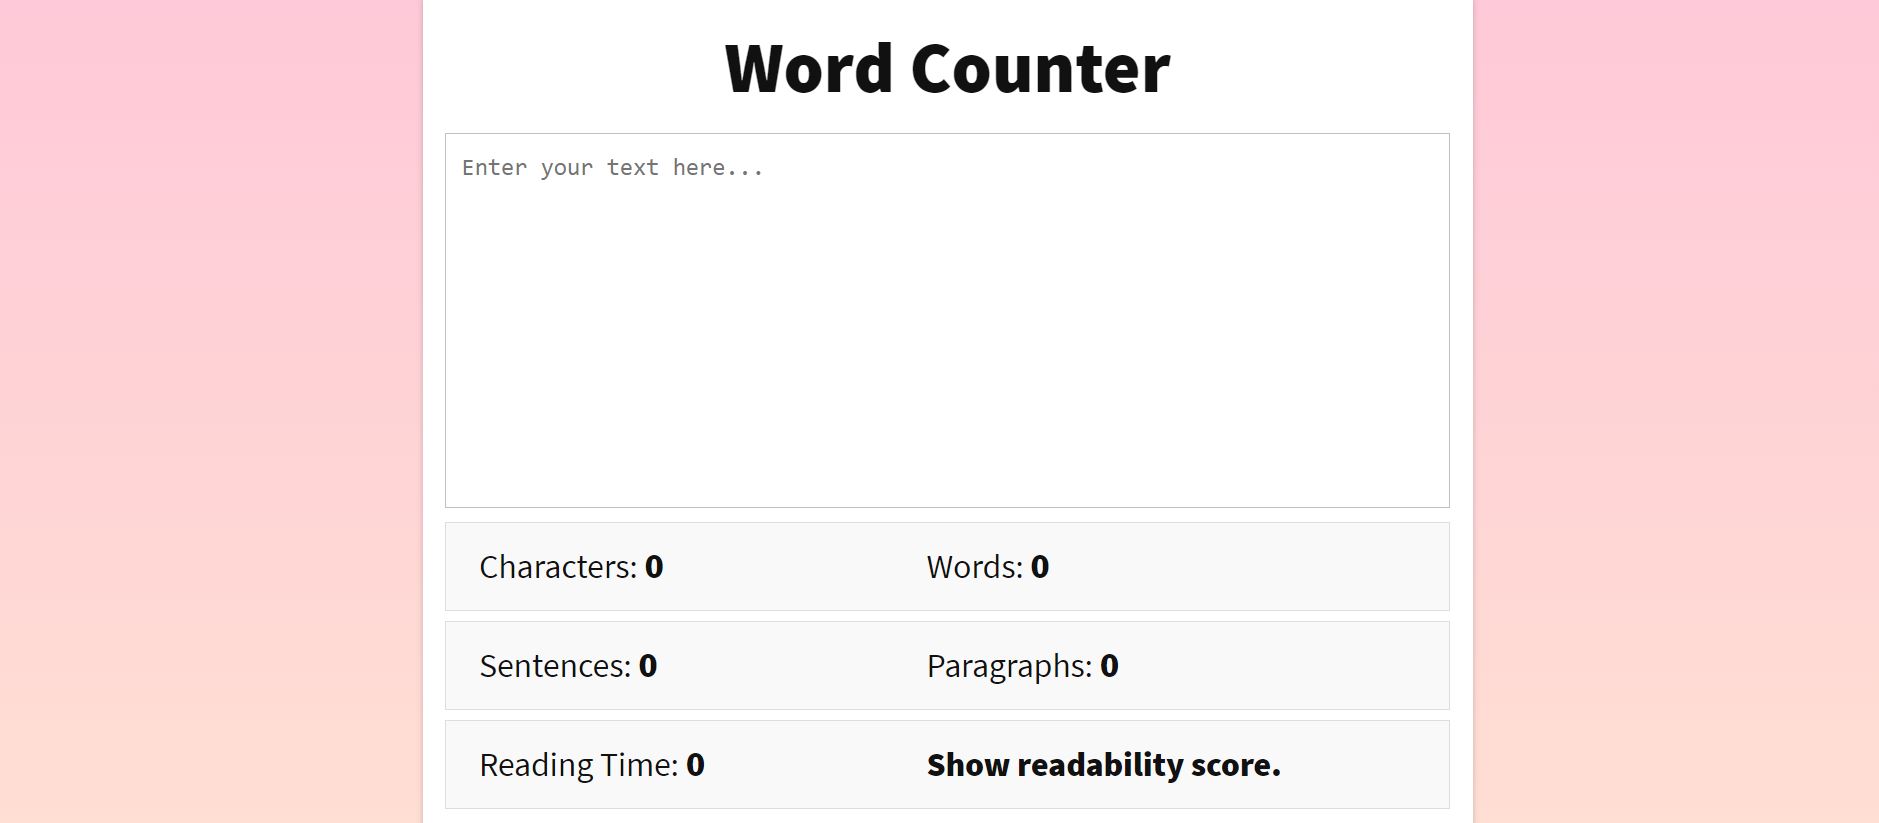 Word Counter
Enter your text here...
Characters: 0 Words: 0
Sentences: 0 Paragraphs: 0
Reading Time: 0 Show readability score.